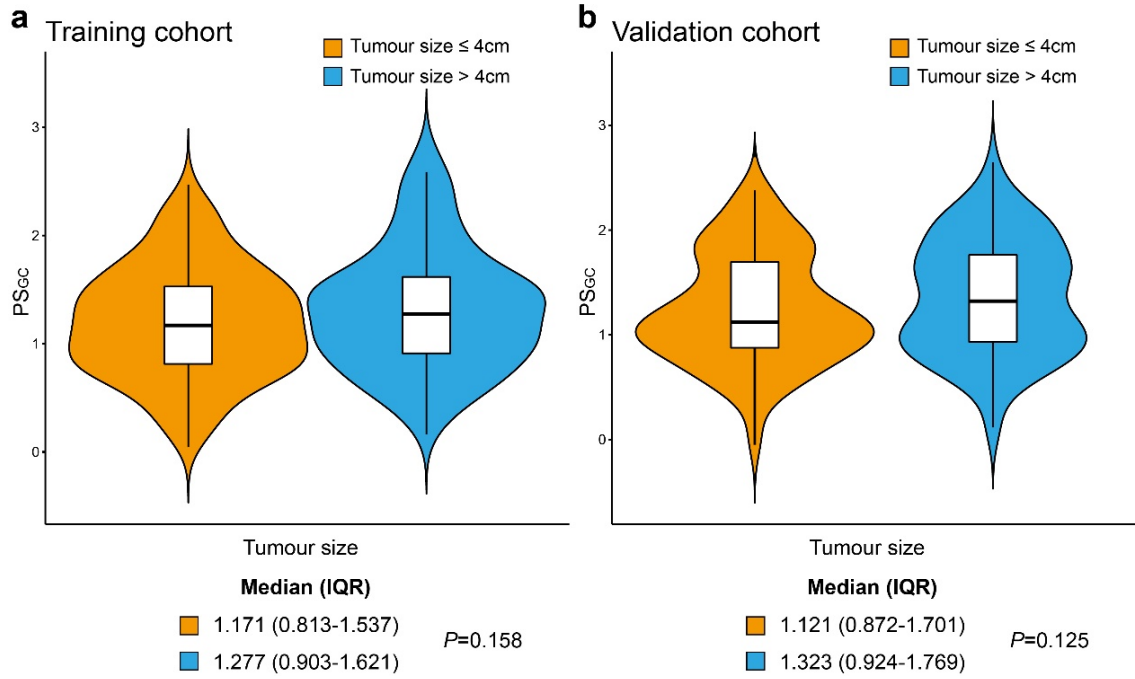 a Training cohort
Tumour size ≤ 4cm
Tumour size > 4cm
3
2
1
0
PSGC
Tumour size
Median (IQR)
1.171 (0.813-1.537)
1.277 (0.903-1.621)
P=0.158
b Validation cohort
Tumour size ≤ 4cm
Tumour size > 4cm
3
2
1
0
PSGC
Tumour size
Median (IQR)
1.121 (0.872-1.701)
1.323 (0.924-1.769)
P=0.125